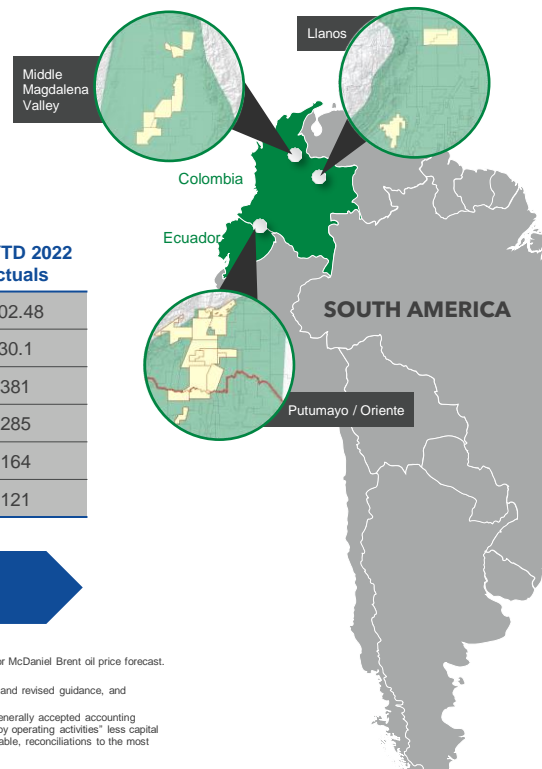 Llanos
Middle
Magdalena
Valley
Colombia
Ecuador
SOUTH AMERICA
Putumayo / Oriente
TD 2022
ctuals
02.48
30.1
381
285
164
121
or McDaniel Brent oil price forecast.
and revised guidance, and
enerally accepted accounting
by operating activities” less capital
able, reconciliations to the most